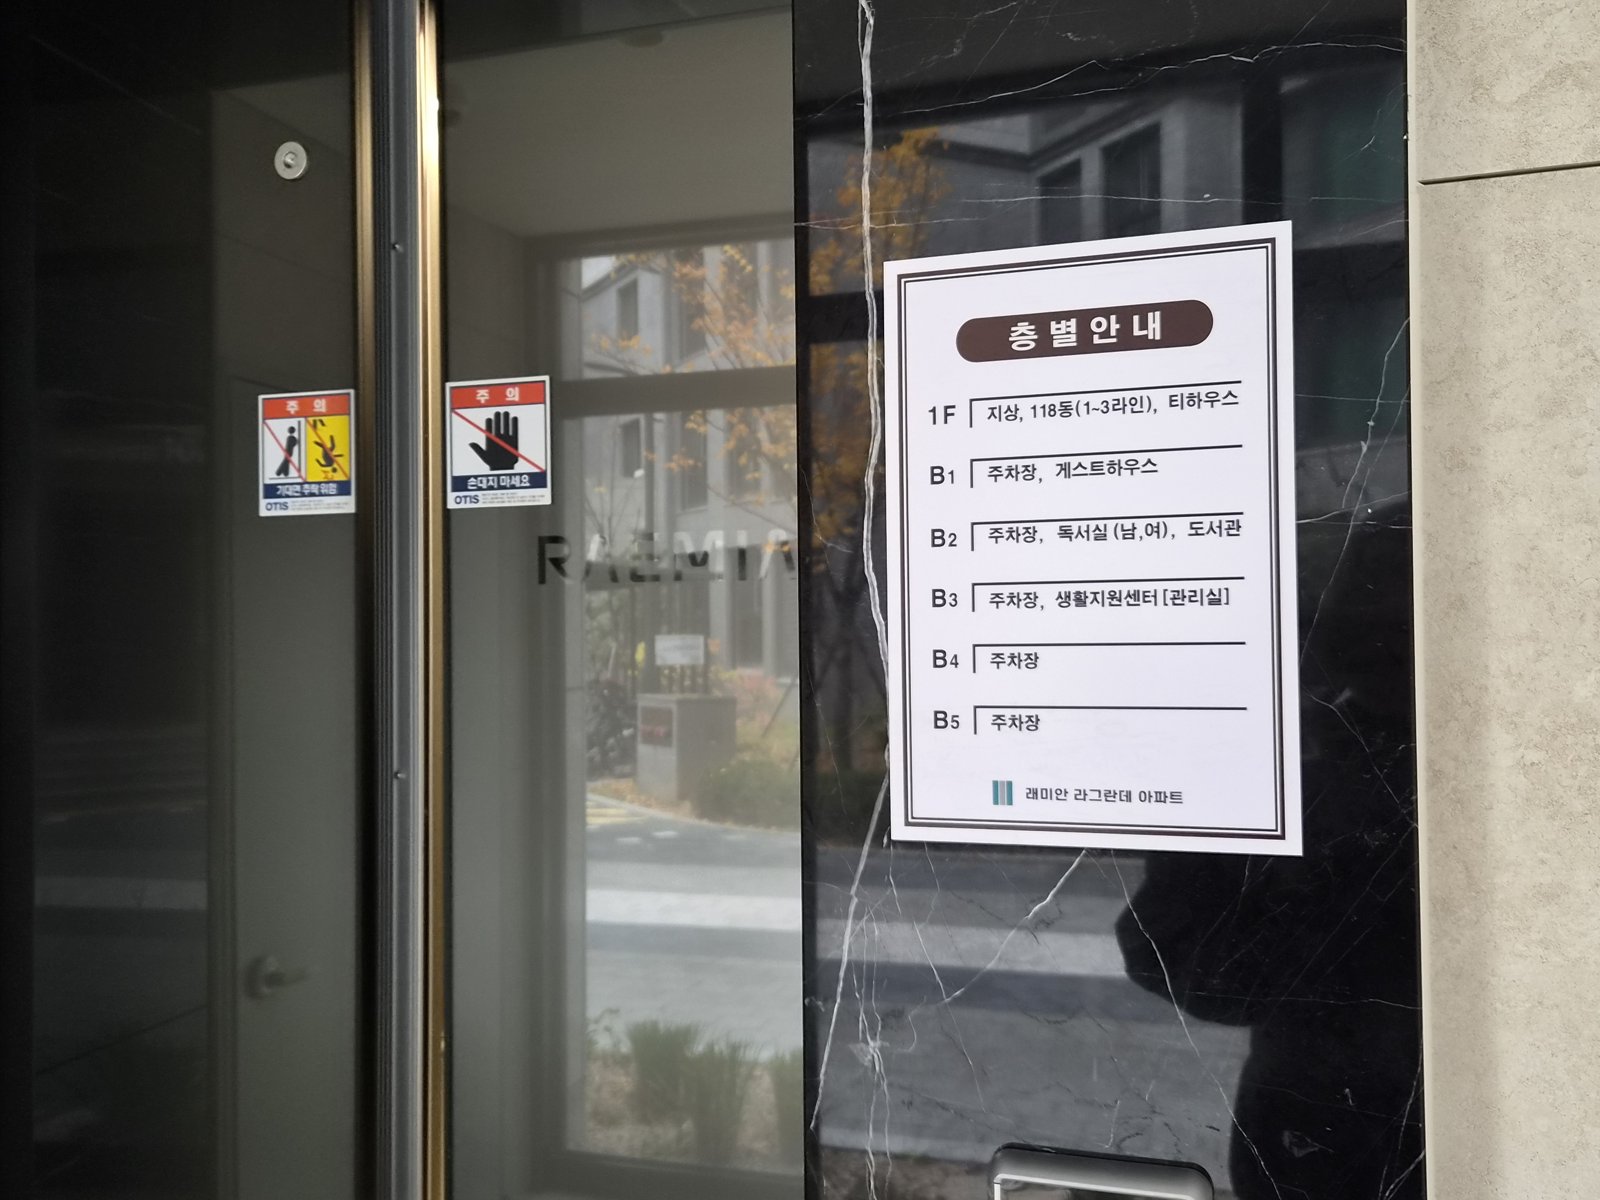 주 의
기대면 추락 위험
OTIS
주 의
손대지 마세요
OTIS
RAEMIA
층별안내
1F 지상, 118동(1~3라인), 티하우스
B1 주차장, 게스트하우스
B2 주차장, 독서실(남,여), 도서관
B3 주차장, 생활지원센터[관리실]
B4 주차장
B5 주차장
래미안 라그란데 아파트